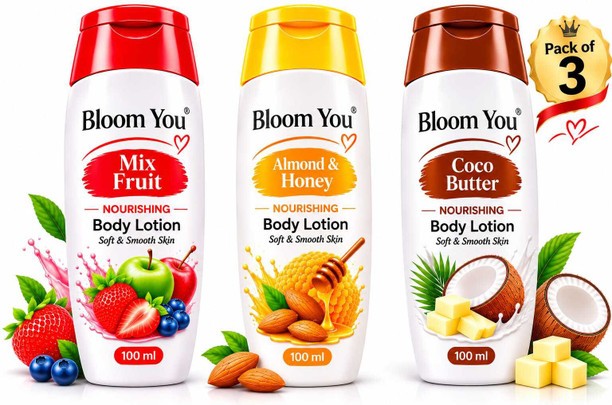 Bloom You®
Mix
Fruit
NOURISHING
Body Lotion
Soft & Smooth Skin
100 ml
Bloom You®
Almond &
Honey
NOURISHING
Body Lotion
Soft & Smooth Skin
100 ml
Bloom You®
Coco
Butter
NOURISHING
Body Lotion
Soft & Smooth Skin
100 ml
Pack of
3